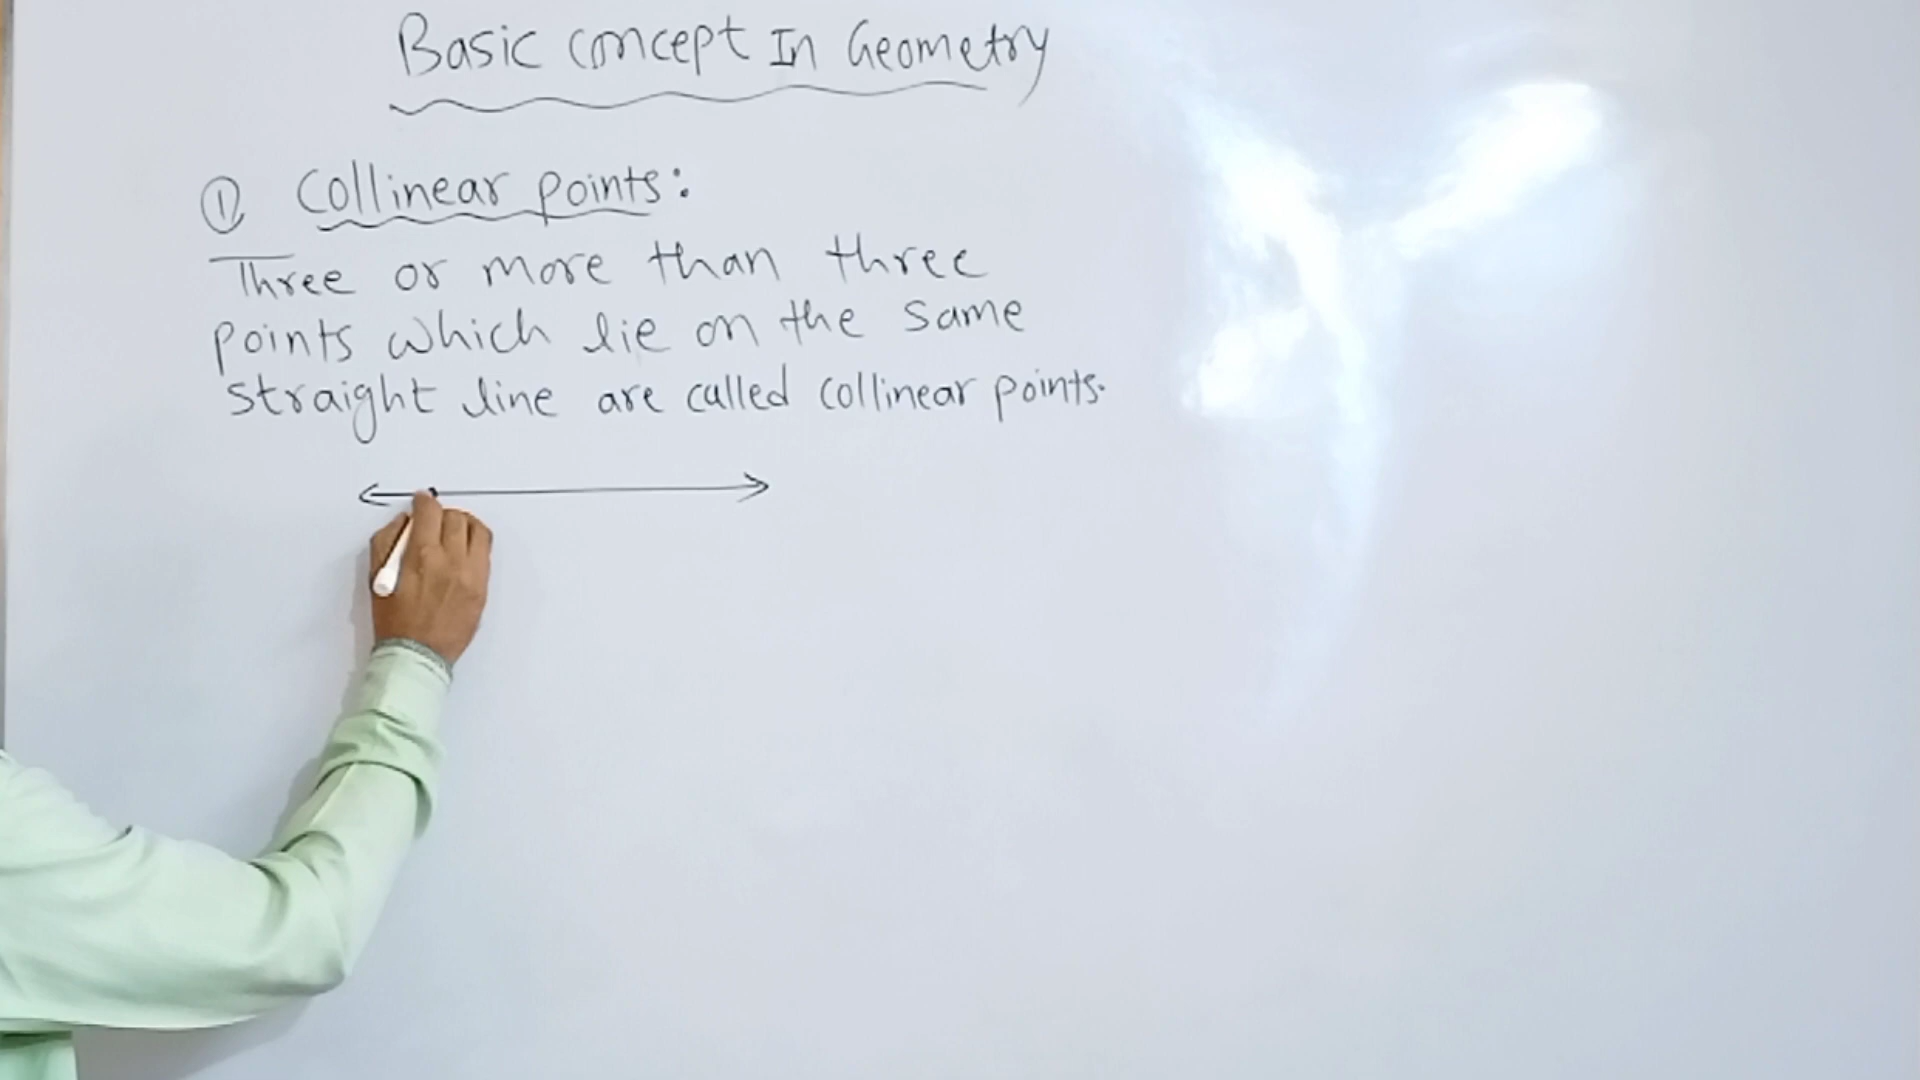 Basic concept In Geometry
① Collinear points:
Three or more than three
points which lie on the same
straight line are called collinear points.